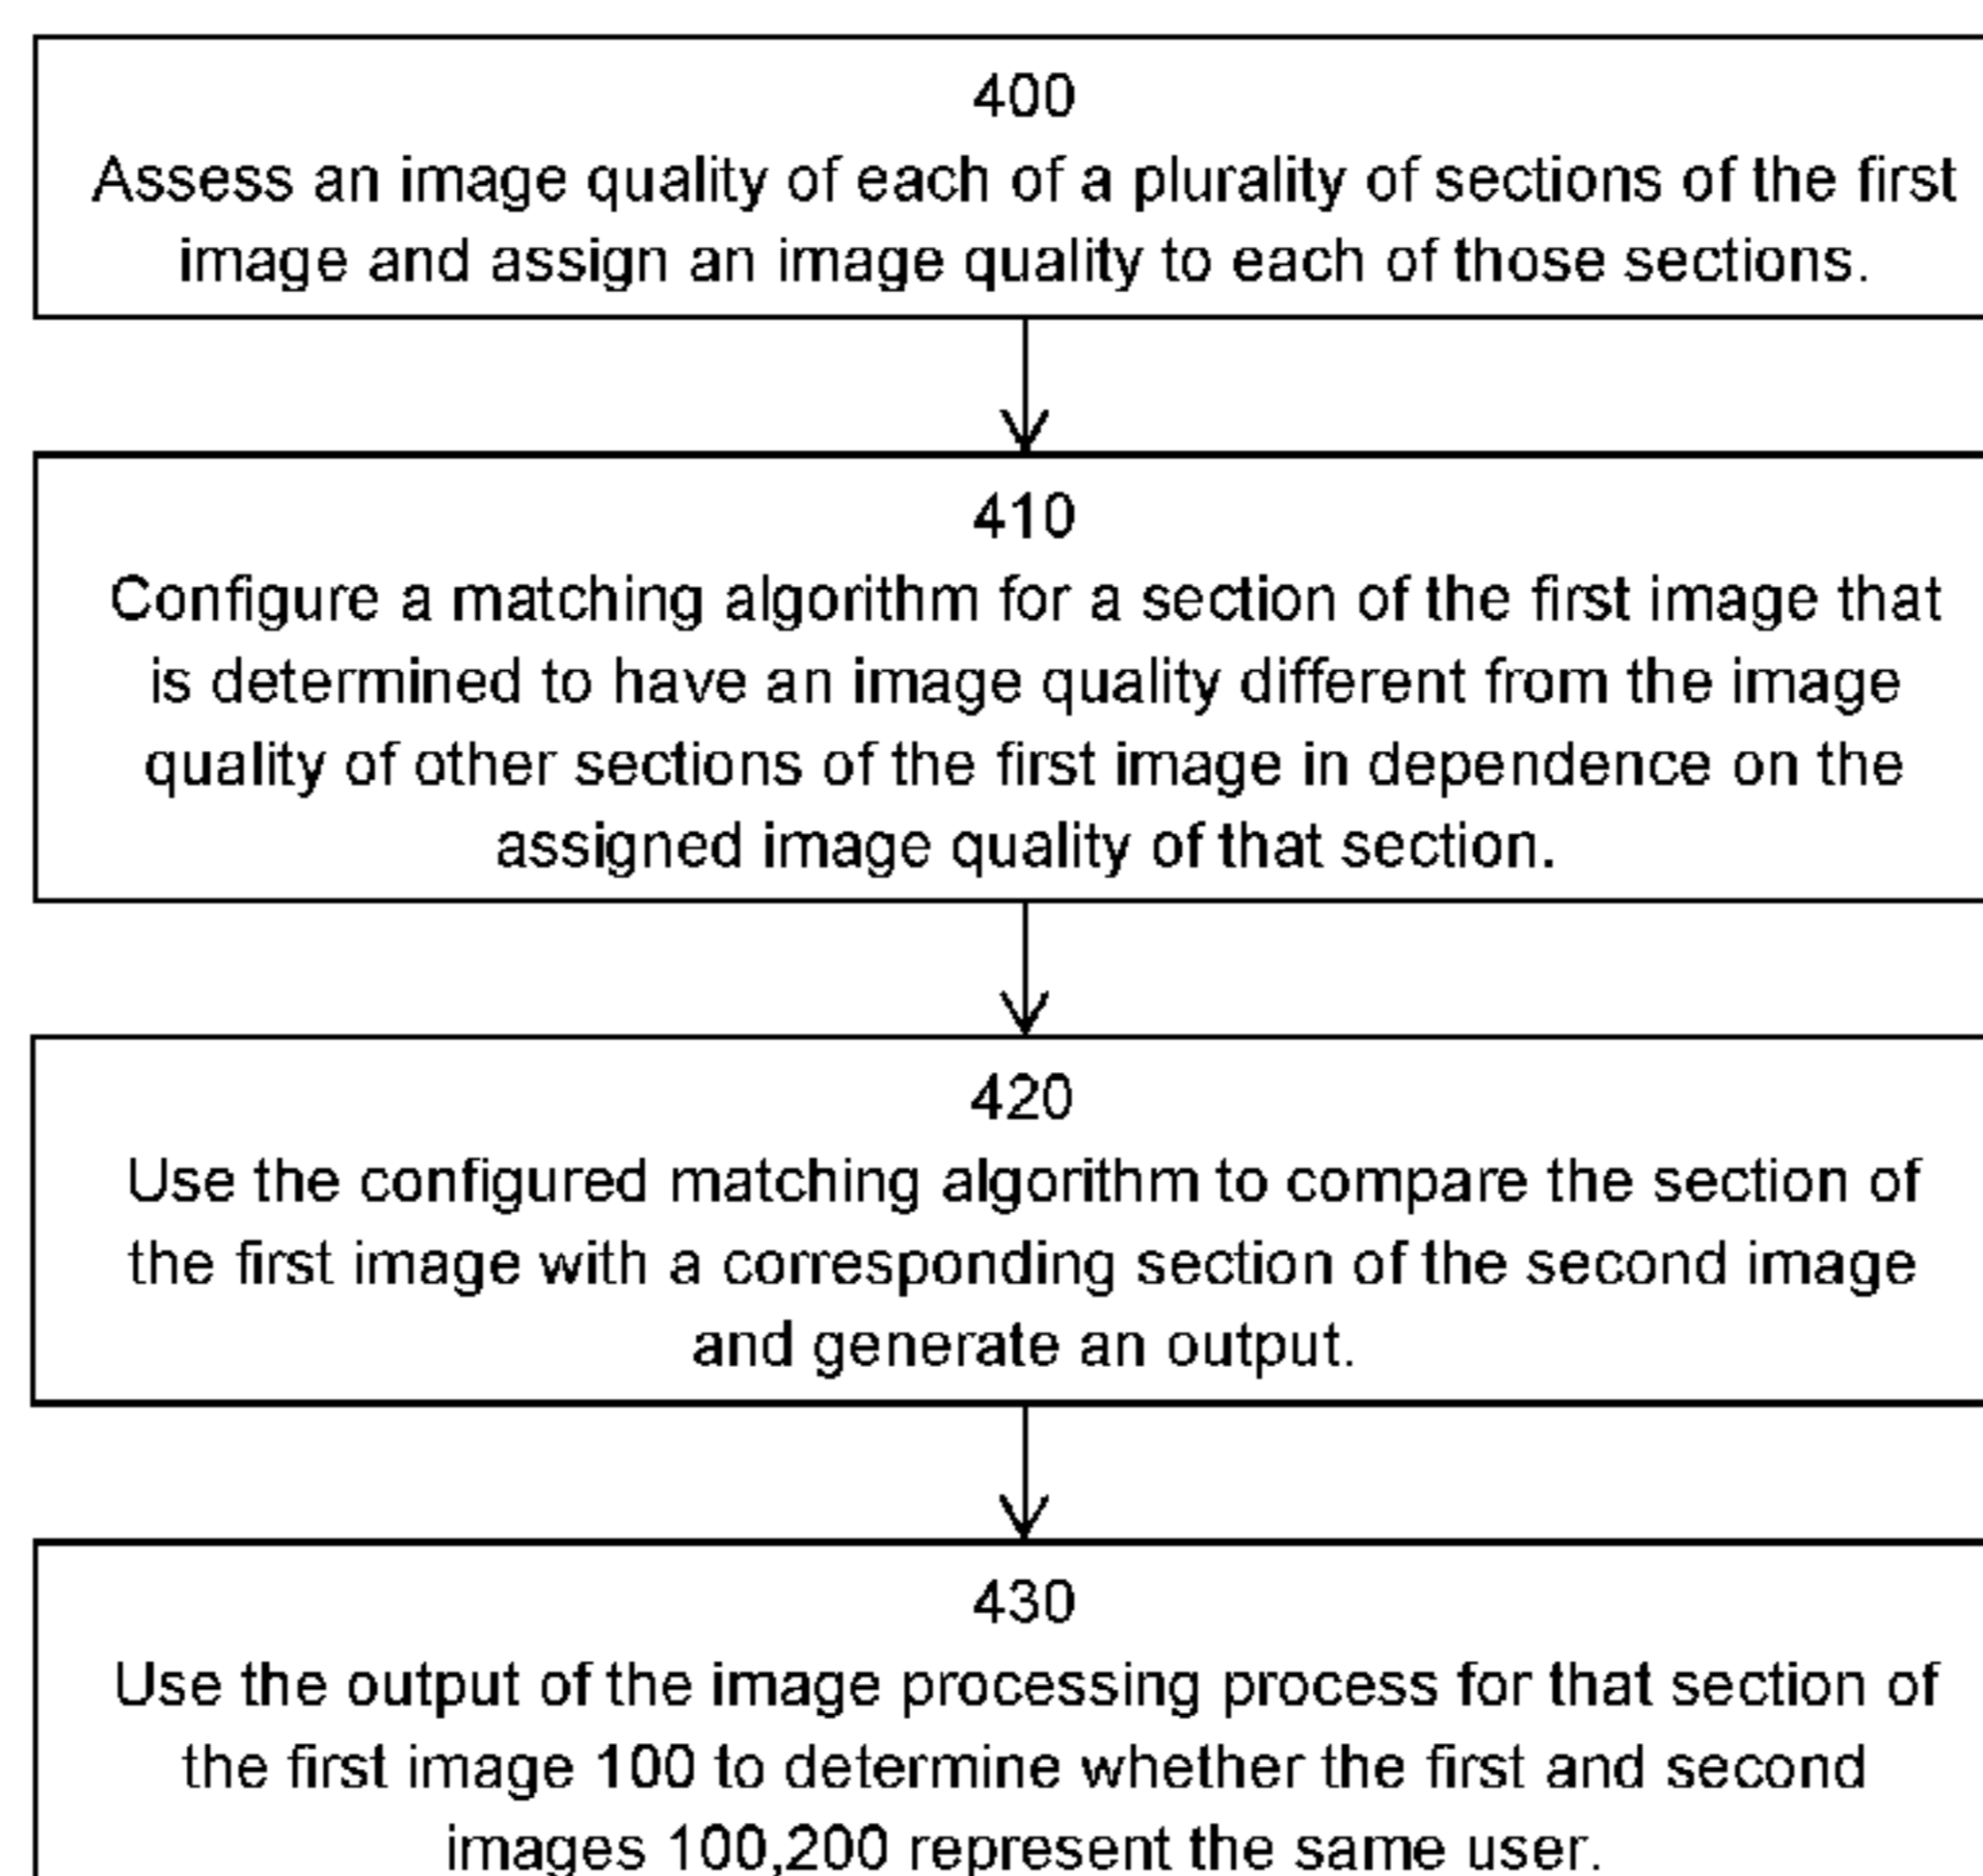 400
Assess an image quality of each of a plurality of sections of the first
image and assign an image quality to each of those sections.
410
Configure a matching algorithm for a section of the first image that
is determined to have an image quality different from the image
quality of other sections of the first image in dependence on the
assigned image quality of that section.
420
Use the configured matching algorithm to compare the section of
the first image with a corresponding section of the second image
and generate an output.
430
Use the output of the image processing process for that section of
the first image 100 to determine whether the first and second
images 100,200 represent the same user.